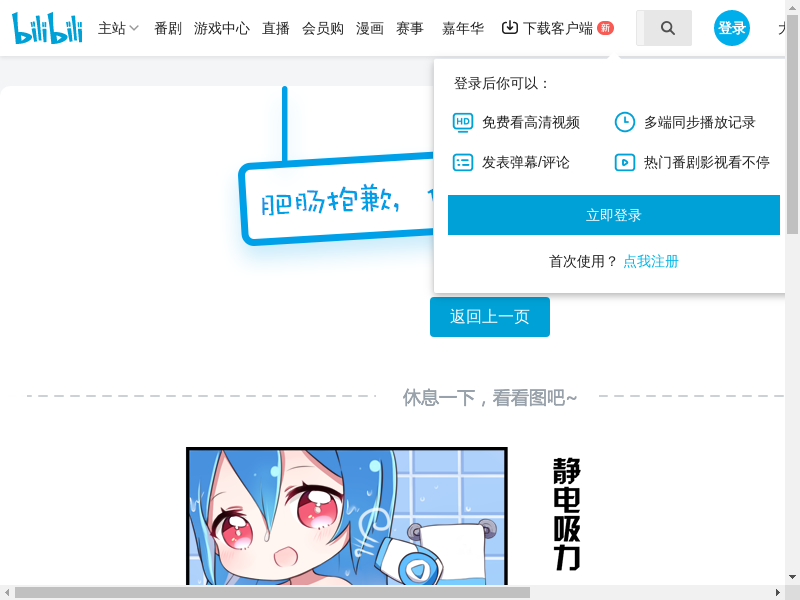 bilibili 主站 番剧 游戏中心 直播 会员购 漫画 赛事 嘉年华 下载客户端 新 登录
登录后你可以：
HD 免费看高清视频 多端同步播放记录
发表弹幕/评论 热门番剧影视看不停
肥肠抱歉，
立即登录
首次使用？ 点我注册
返回上一页
休息一下，看看图吧~
静电吸力